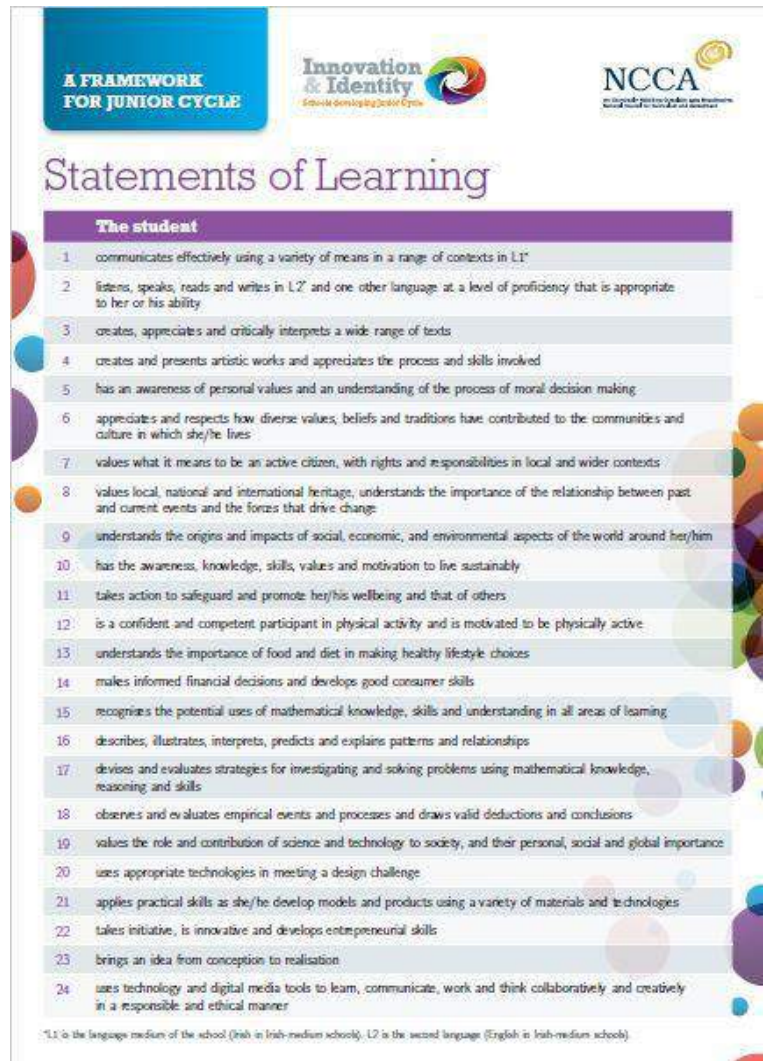 A FRAMEWORK
FOR JUNIOR CYCLE
Innovation
& Identity
Schools developing Junior Cycle
NCCA
An Chomhairle Náisiúnta Curaclaim agus Measúnachta
National Council for Curriculum and Assessment
Statements of Learning
The student
1 communicates effectively using a variety of means in a range of contexts in L1*
2 listens, speaks, reads and writes in L2* and one other language at a level of proficiency that is appropriate
to her or his ability
3 creates, appreciates and critically interprets a wide range of texts
4 creates and presents artistic works and appreciates the process and skills involved
5 has an awareness of personal values and an understanding of the process of moral decision making
6 appreciates and respects how diverse values, beliefs and traditions have contributed to the communities and
culture in which she/he lives
7 values what it means to be an active citizen, with rights and responsibilities in local and wider contexts
8 values local, national and international heritage, understands the importance of the relationship between past
and current events and the forces that drive change
9 understands the origins and impacts of social, economic, and environmental aspects of the world around her/him
10 has the awareness, knowledge, skills, values and motivation to live sustainably
11 takes action to safeguard and promote her/his wellbeing and that of others
12 is a confident and competent participant in physical activity and is motivated to be physically active
13 understands the importance of food and diet in making healthy lifestyle choices
14 makes informed financial decisions and develops good consumer skills
15 recognises the potential uses of mathematical knowledge, skills and understanding in all areas of learning
16 describes, illustrates, interprets, predicts and explains patterns and relationships
17 devises and evaluates strategies for investigating and solving problems using mathematical knowledge,
reasoning and skills
18 observes and evaluates empirical events and processes and draws valid deductions and conclusions
19 values the role and contribution of science and technology to society, and their personal, social and global importance
20 uses appropriate technologies in meeting a design challenge
21 applies practical skills as she/he develop models and products using a variety of materials and technologies
22 takes initiative, is innovative and develops entrepreneurial skills
23 brings an idea from conception to realisation
24 uses technology and digital media tools to learn, communicate, work and think collaboratively and creatively
in a responsible and ethical manner
*L1 is the language medium of the school (Irish in Irish-medium schools). L2 is the second language (English in Irish-medium schools).